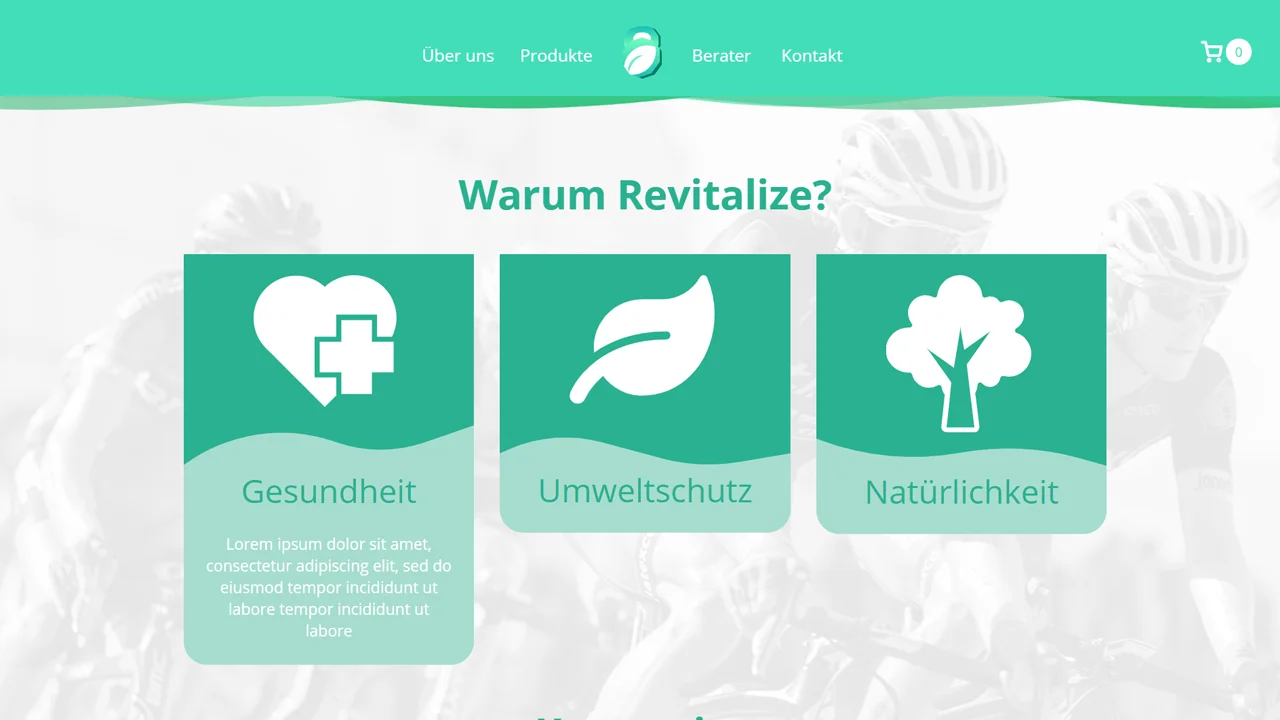 Über uns
Produkte
Berater
Kontakt
0
Warum Revitalize?
Gesundheit
Lorem ipsum dolor sit amet,
consectetur adipiscing elit, sed do
eiusmod tempor incididunt ut
labore tempor incididunt ut
labore
Umweltschutz
Natürlichkeit